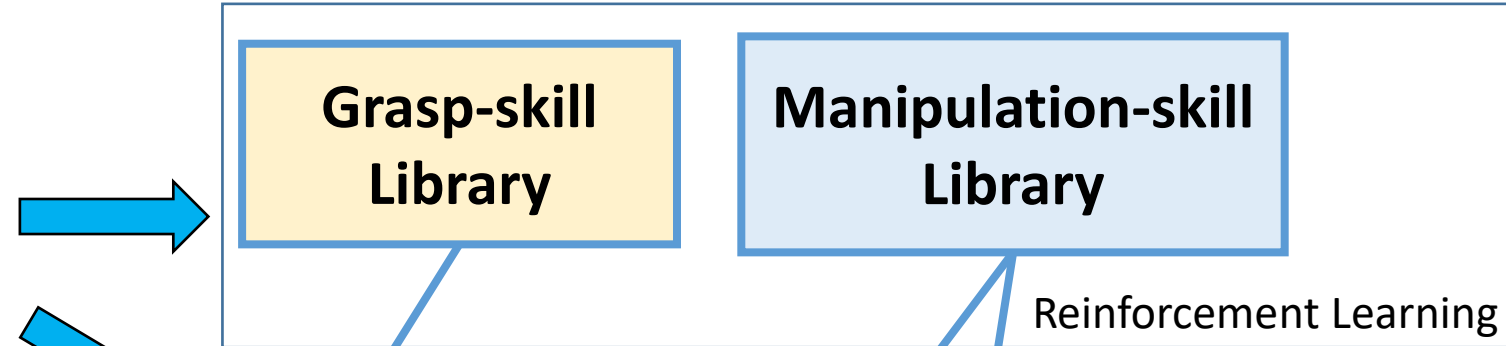 Grasp-skill
Library
Manipulation-skill
Library
Reinforcement Learning